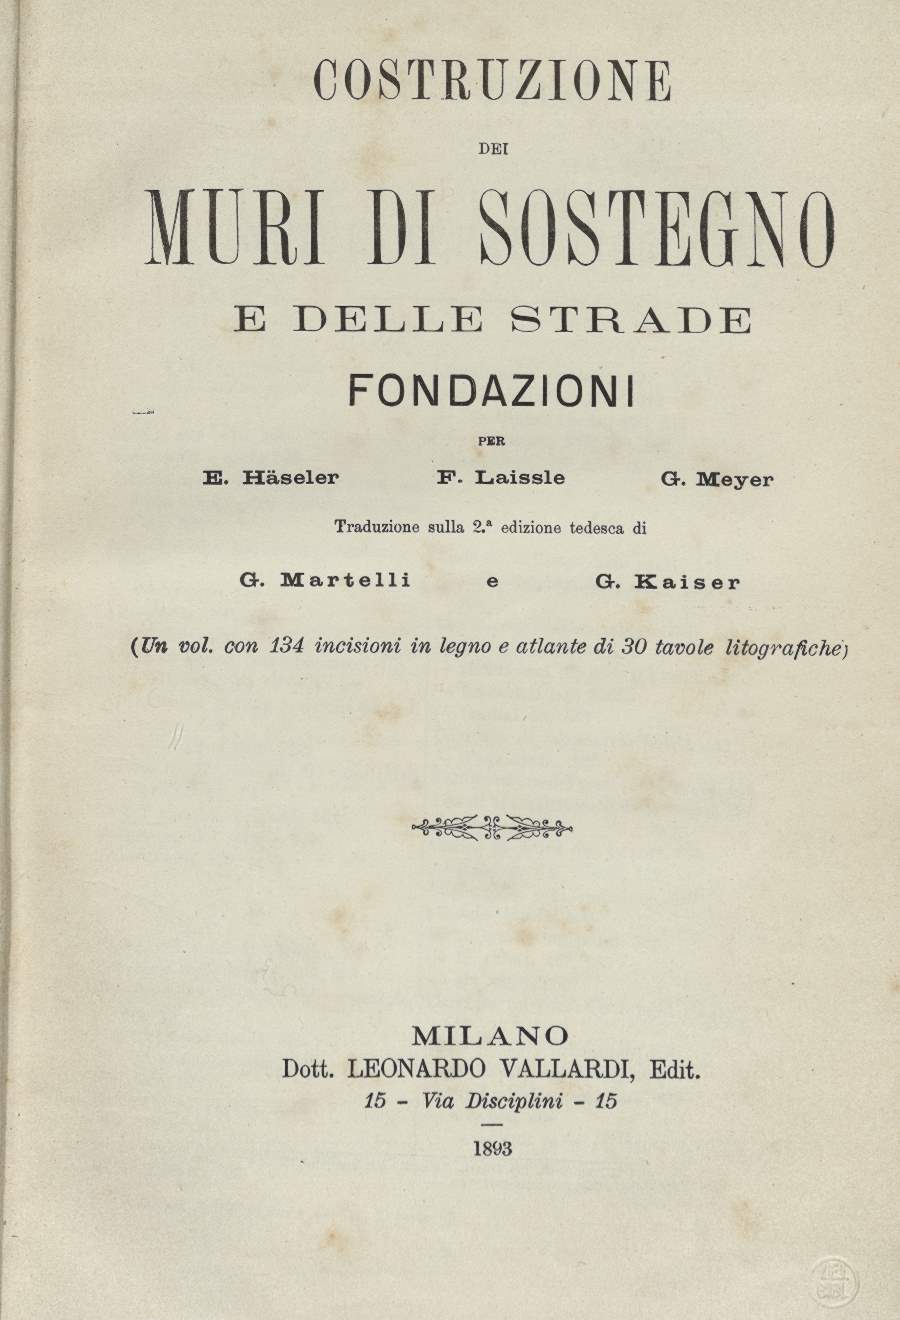 COSTRUZIONE
DEI
MURI DI SOSTEGNO
E DELLE STRADE
FONDAZIONI
PER
E. Häseler F. Laissle G. Meyer
Traduzione sulla 2.ª edizione tedesca di
G. Martelli e G. Kaiser
(Un vol. con 134 incisioni in legno e atlante di 30 tavole litografiche)
MILANO
Dott. LEONARDO VALLARDI, Edit.
15 – Via Disciplini – 15
1893